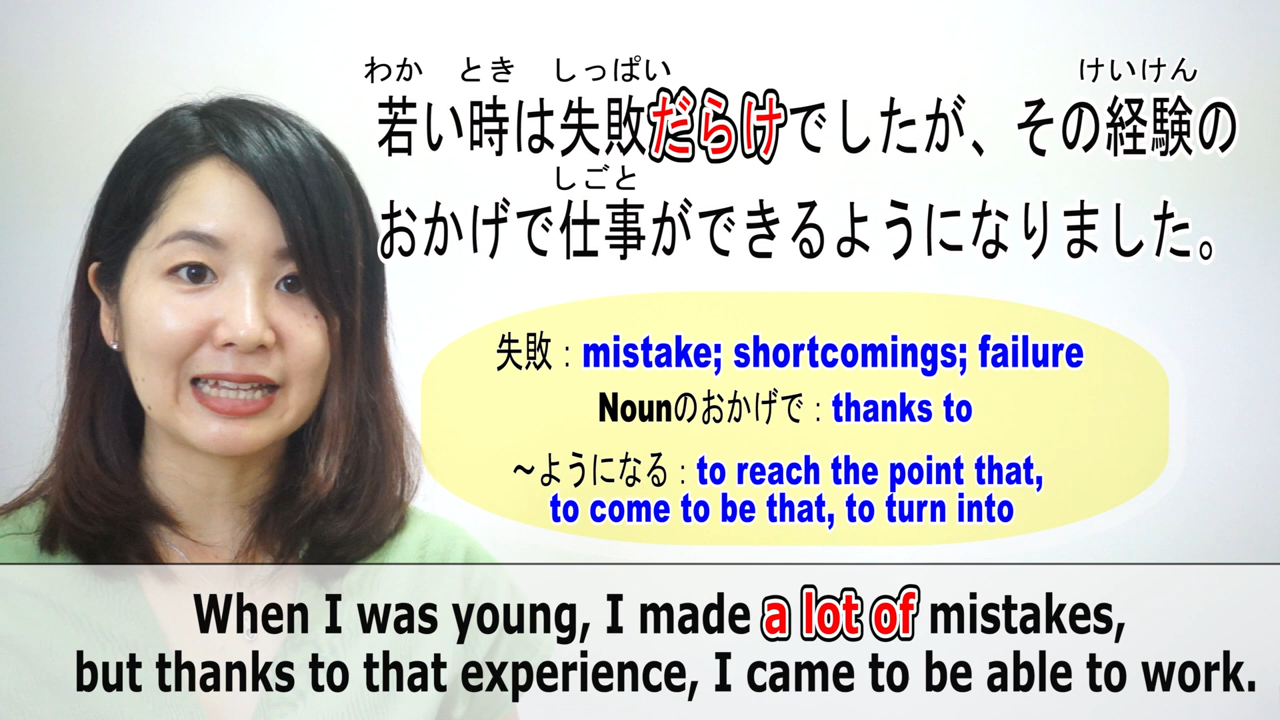 わか とき しっぱい けいけん
若い時は失敗だらけでしたが、その経験の
しごと
おかげで仕事ができるようになりました。
失敗：mistake; shortcomings; failure
Nounのおかげで：thanks to
～ようになる：to reach the point that,
to come to be that, to turn into
When I was young, I made a lot of mistakes,
but thanks to that experience, I came to be able to work.